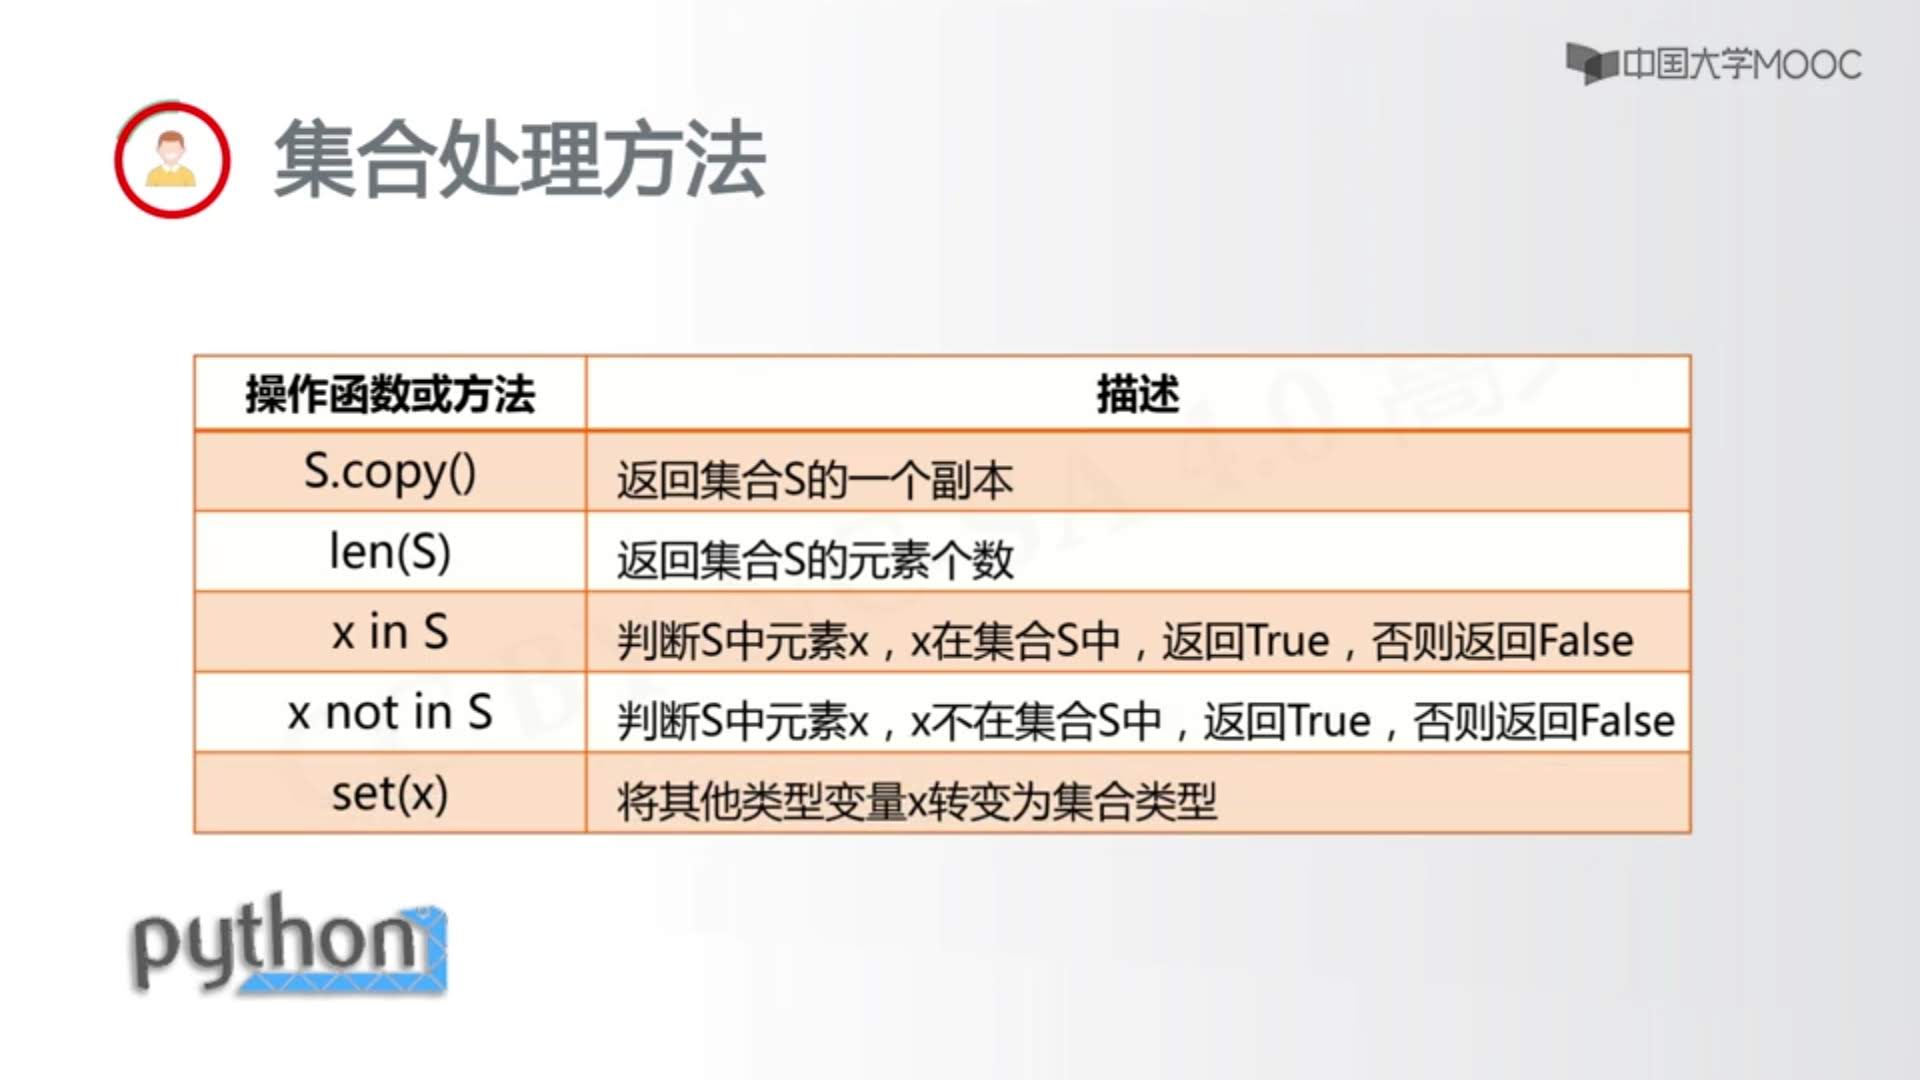 中国大学MOOC
集合处理方法
操作函数或方法 描述
S.copy() 返回集合S的一个副本
len(S) 返回集合S的元素个数
x in S 判断S中元素x，x在集合S中，返回True，否则返回False
x not in S 判断S中元素x，x不在集合S中，返回True，否则返回False
set(x) 将其他类型变量x转变为集合类型
python